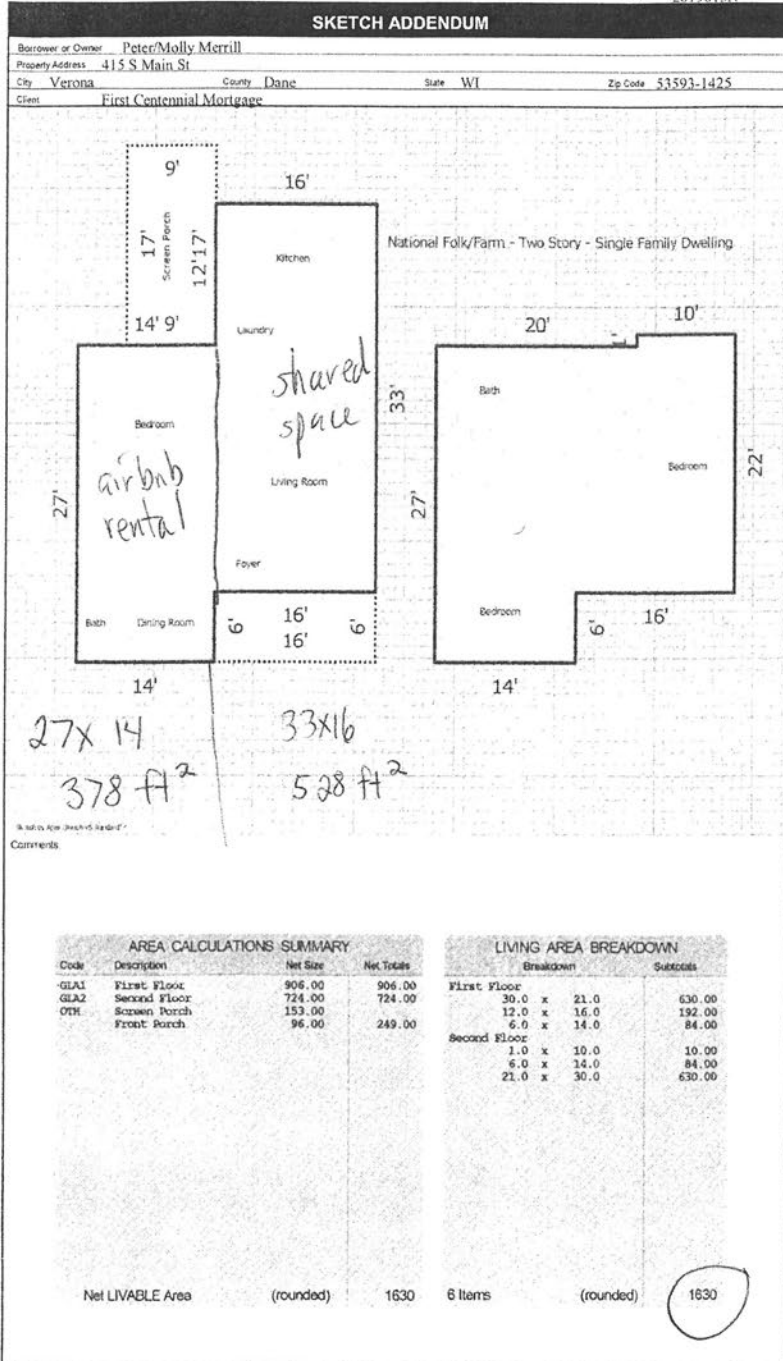 SKETCH ADDENDUM
Borrower or Owner Peter/Molly Merrill
Property Address 415 S Main St
City Verona County Dane State WI Zip Code 53593-1425
Client First Centennial Mortgage
9'
16'
17'
Screen Porch
12'17'
Kitchen
National Folk/Farm - Two Story - Single Family Dwelling
14' 9'
Laundry
20'
10'
shared
space
33'
Bath
Bedroom
airbnb
rental
Living Room
Bedroom
22'
27'
27'
Foyer
Bath Dining Room
6' 16' 6'
16'
Bedroom
6' 16'
14'
14'
27x 14
33x16
378 ft²
528 ft²
Comments
AREA CALCULATIONS SUMMARY
Code Description Net Size Net Totals
GLA1 First Floor 906.00 906.00
GLA2 Second Floor 724.00 724.00
OTH Screen Porch 153.00
Front Porch 96.00 249.00
Net LIVABLE Area (rounded) 1630
LIVING AREA BREAKDOWN
Breakdown Subtotals
First Floor
30.0 x 21.0 630.00
12.0 x 16.0 192.00
6.0 x 14.0 84.00
Second Floor
1.0 x 10.0 10.00
6.0 x 14.0 84.00
21.0 x 30.0 630.00
6 Items (rounded) 1630